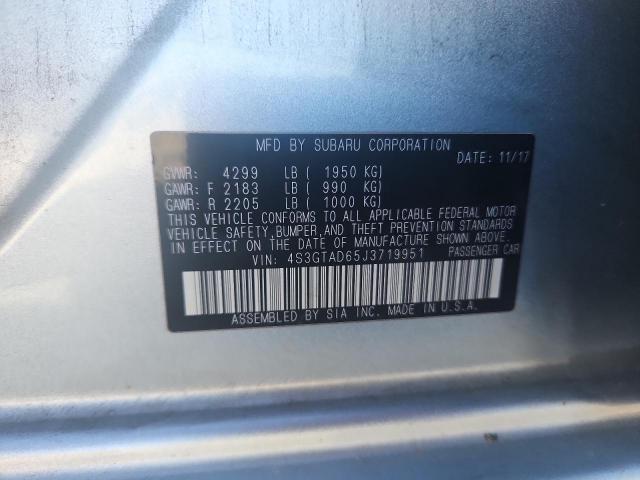 MFD BY SUBARU CORPORATION
DATE: 11/17
GVWR: 4299 LB ( 1950 KG)
GAWR: F 2183 LB ( 990 KG)
GAWR: R 2205 LB ( 1000 KG)
THIS VEHICLE CONFORMS TO ALL APPLICABLE FEDERAL MOTOR
VEHICLE SAFETY,BUMPER,AND THEFT PREVENTION STANDARDS
IN EFFECT ON THE DATE OF MANUFACTURE SHOWN ABOVE.
VIN: 4S3GTAD65J3719951 PASSENGER CAR
ASSEMBLED BY SIA INC. MADE IN U.S.A.